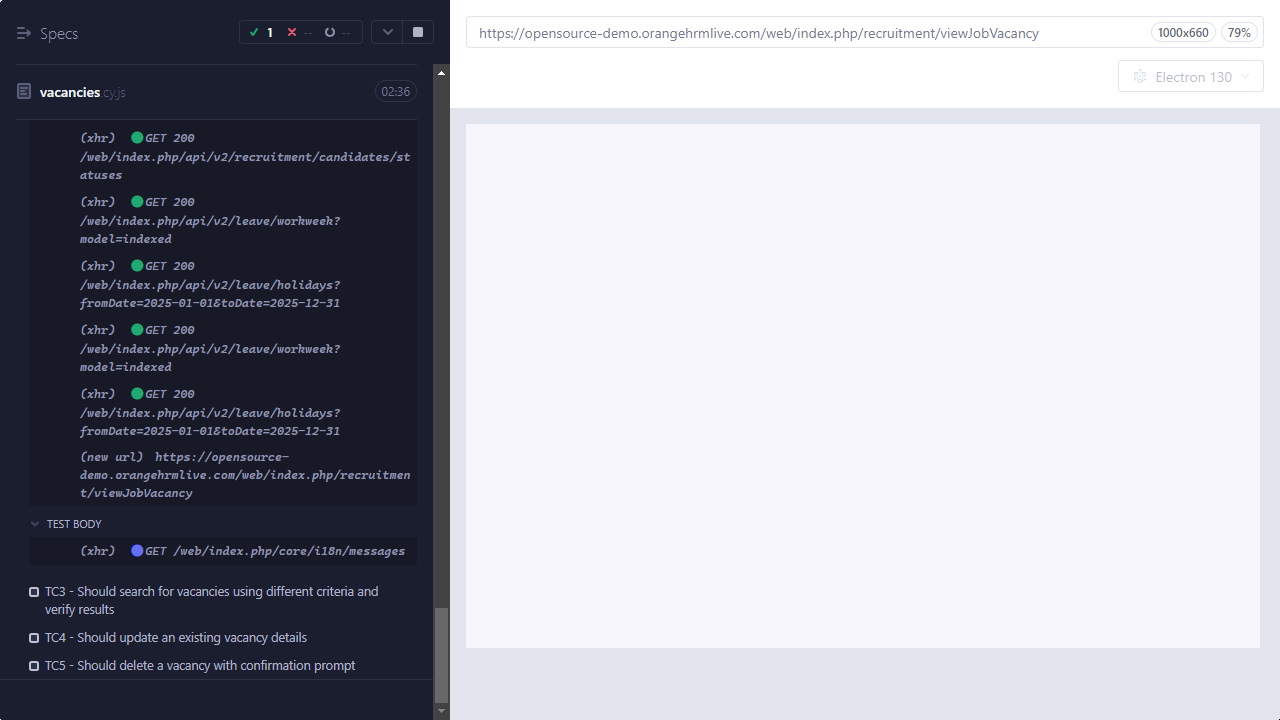 Specs
1
--
--
vacancies.cy.js
02:36
(xhr) GET 200
/web/index.php/api/v2/recruitment/candidates/st
atuses
(xhr) GET 200
/web/index.php/api/v2/leave/workweek?
model=indexed
(xhr) GET 200
/web/index.php/api/v2/leave/holidays?
fromDate=2025-01-01&toDate=2025-12-31
(xhr) GET 200
/web/index.php/api/v2/leave/workweek?
model=indexed
(xhr) GET 200
/web/index.php/api/v2/leave/holidays?
fromDate=2025-01-01&toDate=2025-12-31
(new url) https://opensource-
demo.orangehrmlive.com/web/index.php/recruitmen
t/viewJobVacancy
TEST BODY
(xhr) GET /web/index.php/core/i18n/messages
TC3 - Should search for vacancies using different criteria and
verify results
TC4 - Should update an existing vacancy details
TC5 - Should delete a vacancy with confirmation prompt
https://opensource-demo.orangehrmlive.com/web/index.php/recruitment/viewJobVacancy
1000x660
79%
Electron 130